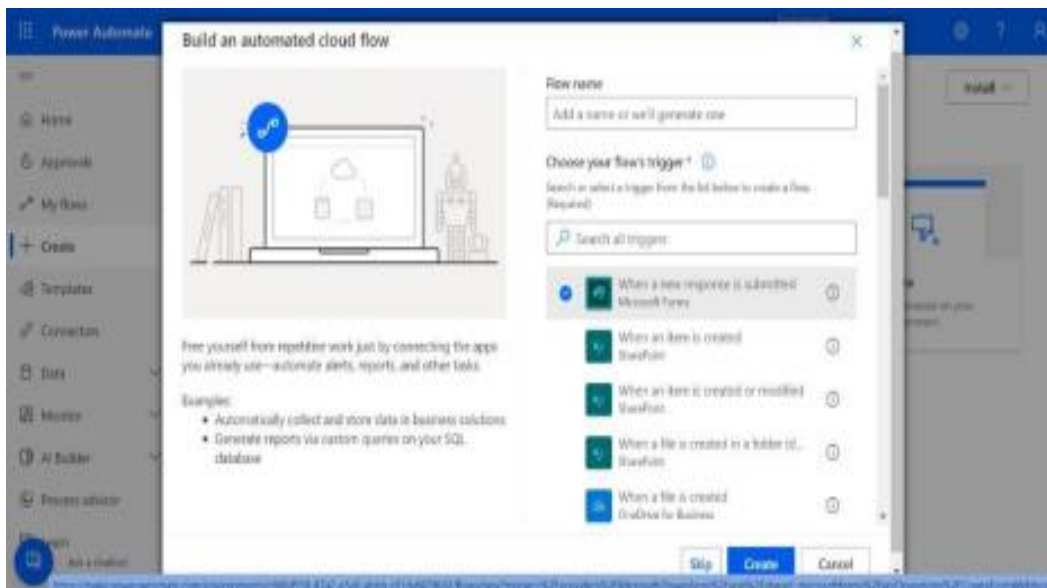 Power Automate
Build an automated cloud flow
Install
Home
Approvals
My flows
Create
Templates
Connectors
Data
Monitor
AI Builder
Process advisor
Learn
Ask a chatbot
Free yourself from repetitive work just by connecting the apps
you already use—automate alerts, reports, and other tasks.
Examples:
Automatically collect and store data in business solutions
Generate reports via custom queries on your SQL
database
Flow name
Add a name or we'll generate one
Choose your flow's trigger *
Search or select a trigger from the list below to create a flow.
(Required)
Search all triggers
When a new response is submitted
Microsoft Forms
When an item is created
SharePoint
When an item is created or modified
SharePoint
When a file is created in a folder (d...
SharePoint
When a file is created
OneDrive for Business
Skip
Create
Cancel